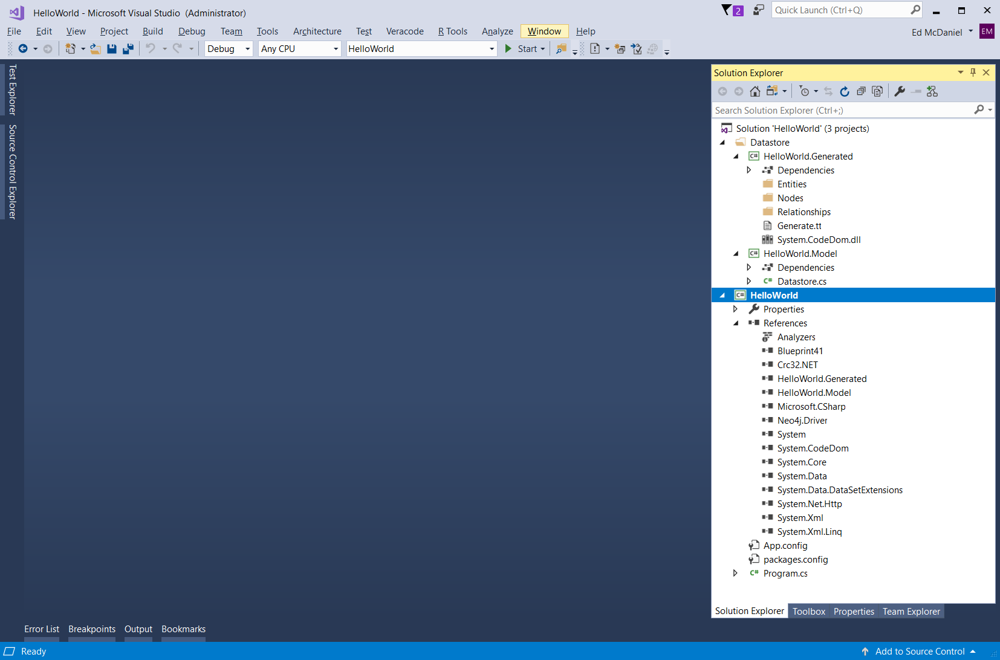 HelloWorld - Microsoft Visual Studio (Administrator)
2
Quick Launch (Ctrl+Q)
File Edit View Project Build Debug Team Tools Architecture Test Veracode R Tools Analyze Window Help
Ed McDaniel EM
Debug Any CPU HelloWorld Start
Test Explorer
Source Control Explorer
Solution Explorer
Search Solution Explorer (Ctrl+;)
Solution 'HelloWorld' (3 projects)
Datastore
C# HelloWorld.Generated
Dependencies
Entities
Nodes
Relationships
Generate.tt
System.CodeDom.dll
C# HelloWorld.Model
Dependencies
C# Datastore.cs
C# HelloWorld
Properties
References
Analyzers
Blueprint41
Crc32.NET
HelloWorld.Generated
HelloWorld.Model
Microsoft.CSharp
Neo4j.Driver
System
System.CodeDom
System.Core
System.Data
System.Data.DataSetExtensions
System.Net.Http
System.Xml
System.Xml.Linq
App.config
packages.config
C# Program.cs
Solution Explorer Toolbox Properties Team Explorer
Error List Breakpoints Output Bookmarks
Ready
Add to Source Control